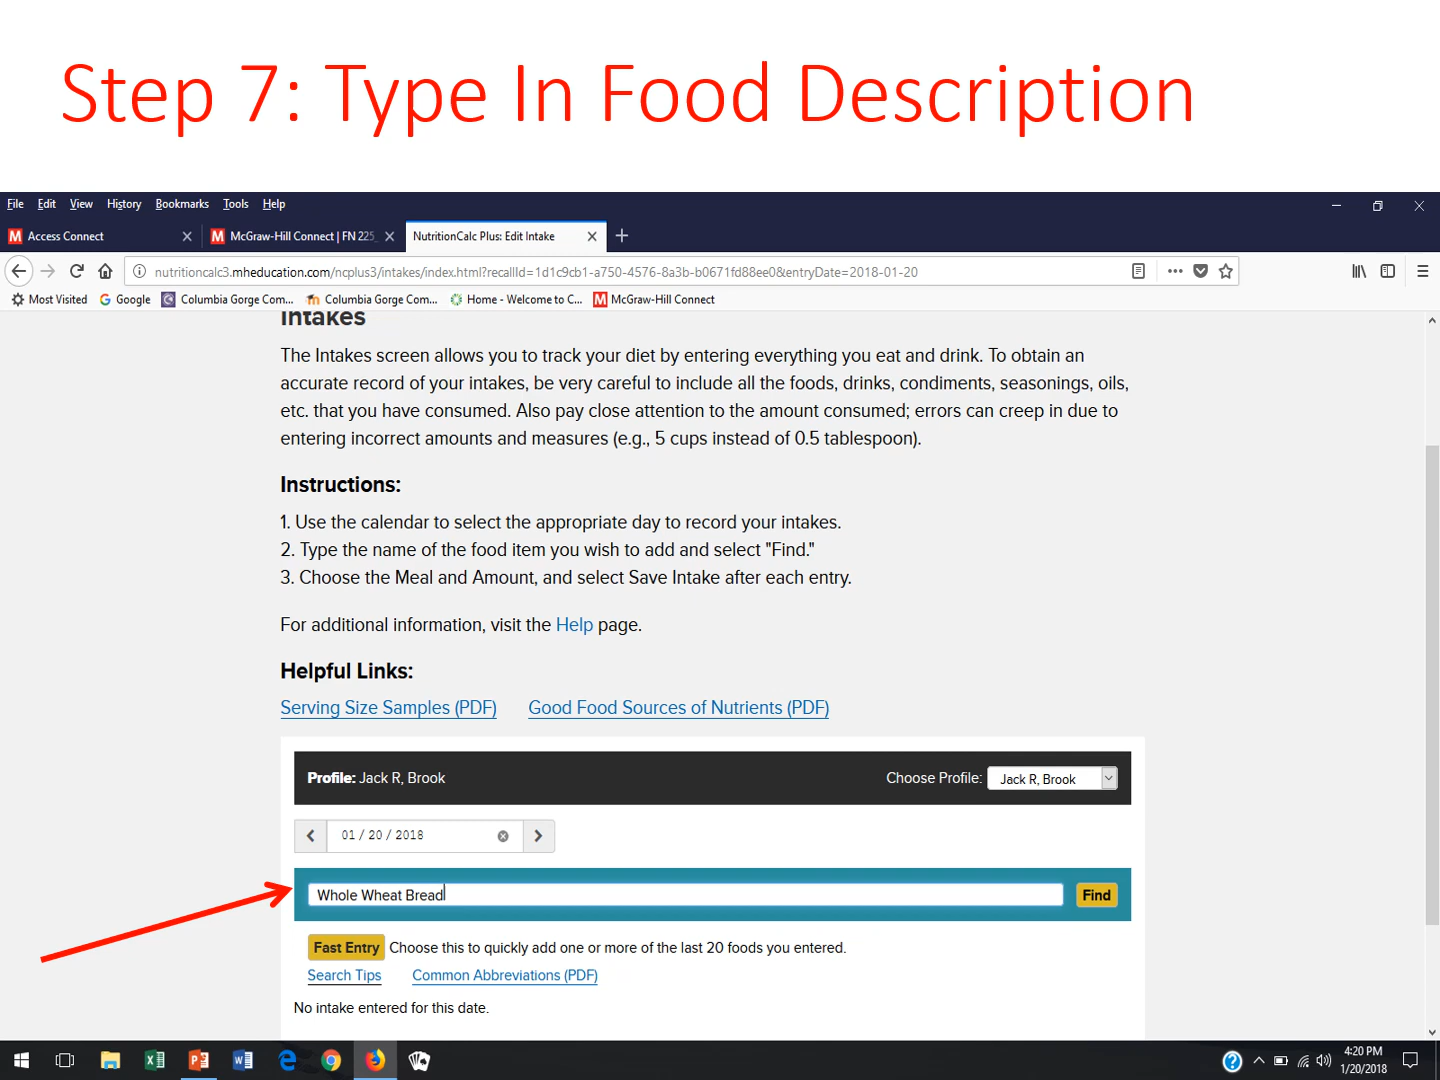 Step 7: Type In Food Description
File Edit View History Bookmarks Tools Help
M Access Connect M McGraw-Hill Connect | FN 225_ NutritionCalc Plus: Edit Intake
nutritioncalc3.mheducation.com/ncplus3/intakes/index.html?recallId=1d1c9cb1-a750-4576-8a3b-b0671fd88ee0&entryDate=2018-01-20
Most Visited Google Columbia Gorge Com... Columbia Gorge Com... Home - Welcome to C... M McGraw-Hill Connect
Intakes
The Intakes screen allows you to track your diet by entering everything you eat and drink. To obtain an
accurate record of your intakes, be very careful to include all the foods, drinks, condiments, seasonings, oils,
etc. that you have consumed. Also pay close attention to the amount consumed; errors can creep in due to
entering incorrect amounts and measures (e.g., 5 cups instead of 0.5 tablespoon).
Instructions:
1. Use the calendar to select the appropriate day to record your intakes.
2. Type the name of the food item you wish to add and select "Find."
3. Choose the Meal and Amount, and select Save Intake after each entry.
For additional information, visit the Help page.
Helpful Links:
Serving Size Samples (PDF) Good Food Sources of Nutrients (PDF)
Profile: Jack R, Brook Choose Profile: Jack R, Brook
01 / 20 / 2018
Whole Wheat Bread Find
Fast Entry Choose this to quickly add one or more of the last 20 foods you entered.
Search Tips Common Abbreviations (PDF)
No intake entered for this date.
4:20 PM
1/20/2018